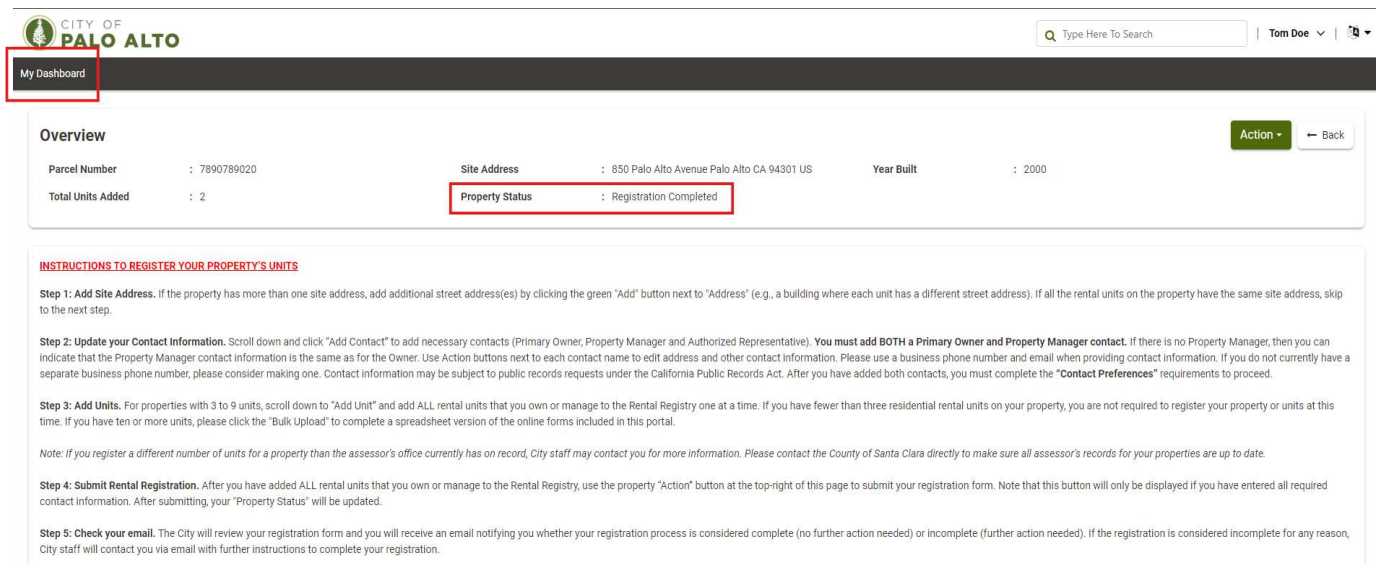 CITY OF
PALO ALTO
Type Here To Search
| Tom Doe |
My Dashboard
Overview
Action
← Back
Parcel Number : 7890789020 Site Address : 850 Palo Alto Avenue Palo Alto CA 94301 US Year Built : 2000
Total Units Added : 2 Property Status : Registration Completed
INSTRUCTIONS TO REGISTER YOUR PROPERTY'S UNITS
Step 1: Add Site Address. If the property has more than one site address, add additional street address(es) by clicking the green "Add" button next to "Address" (e.g., a building where each unit has a different street address). If all the rental units on the property have the same site address, skip
to the next step.
Step 2: Update your Contact Information. Scroll down and click "Add Contact" to add necessary contacts (Primary Owner, Property Manager and Authorized Representative). You must add BOTH a Primary Owner and Property Manager contact. If there is no Property Manager, then you can
indicate that the Property Manager contact information is the same as for the Owner. Use Action buttons next to each contact name to edit address and other contact information. Please use a business phone number and email when providing contact information. If you do not currently have a
separate business phone number, please consider making one. Contact information may be subject to public records requests under the California Public Records Act. After you have added both contacts, you must complete the "Contact Preferences" requirements to proceed.
Step 3: Add Units. For properties with 3 to 9 units, scroll down to "Add Unit" and add ALL rental units that you own or manage to the Rental Registry one at a time. If you have fewer than three residential rental units on your property, you are not required to register your property or units at this
time. If you have ten or more units, please click the "Bulk Upload" to complete a spreadsheet version of the online forms included in this portal.
Note: If you register a different number of units for a property than the assessor's office currently has on record, City staff may contact you for more information. Please contact the County of Santa Clara directly to make sure all assessor's records for your properties are up to date.
Step 4: Submit Rental Registration. After you have added ALL rental units that you own or manage to the Rental Registry, use the property "Action" button at the top-right of this page to submit your registration form. Note that this button will only be displayed if you have entered all required
contact information. After submitting, your "Property Status" will be updated.
Step 5: Check your email. The City will review your registration form and you will receive an email notifying you whether your registration process is considered complete (no further action needed) or incomplete (further action needed). If the registration is considered incomplete for any reason,
City staff will contact you via email with further instructions to complete your registration.